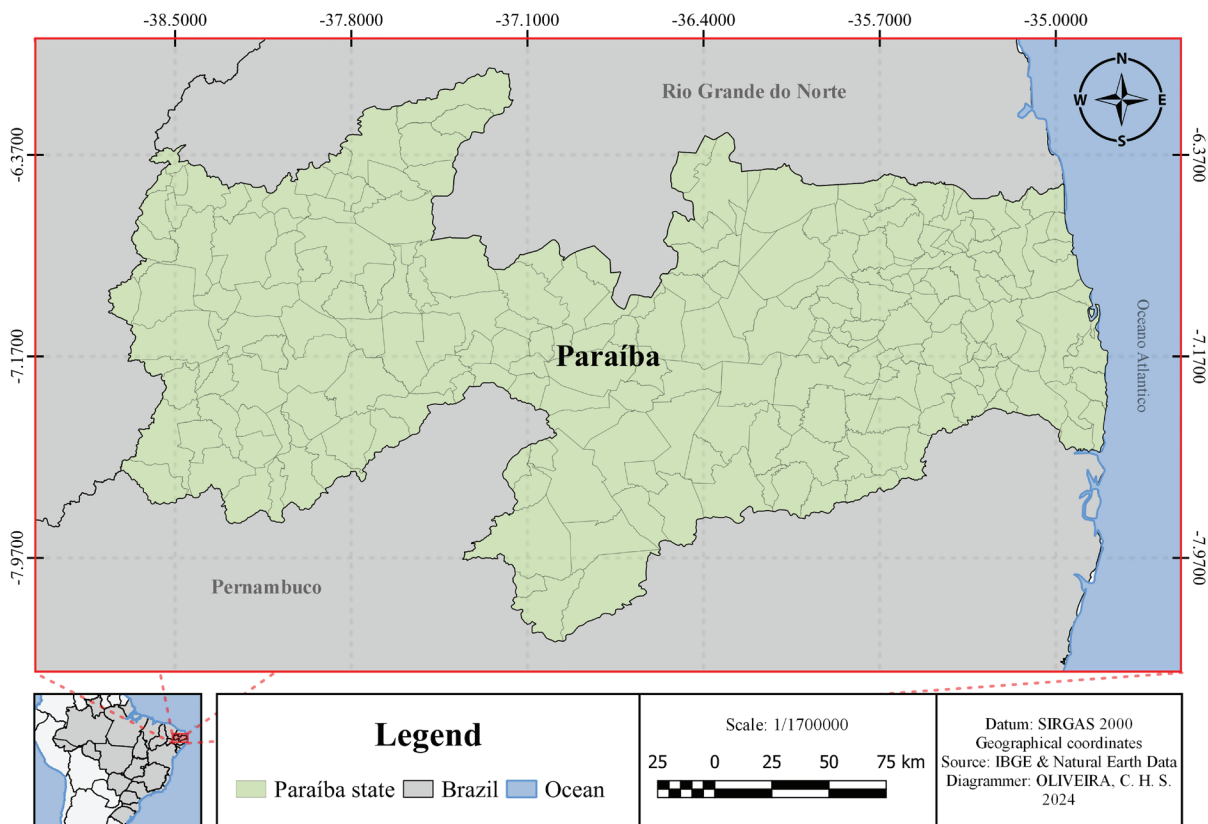 -38.5000 -37.8000 -37.1000 -36.4000 -35.7000 -35.0000
N
W E
S
Rio Grande do Norte
-6.3700 -6.3700
Oceano Atlantico
Paraíba
-7.1700 -7.1700
-7.9700 -7.9700
Pernambuco
Legend
Paraíba state Brazil Ocean
Scale: 1/1700000
25 0 25 50 75 km
Datum: SIRGAS 2000
Geographical coordinates
Source: IBGE & Natural Earth Data
Diagrammer: OLIVEIRA, C. H. S.
2024